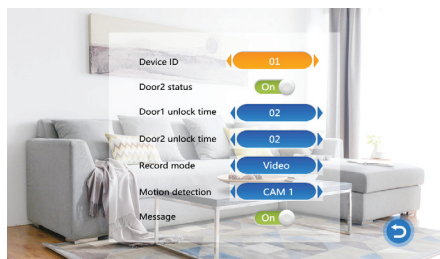 Device ID 01
Door2 status On
Door1 unlock time 02
Door2 unlock time 02
Record mode Video
Motion detection CAM 1
Message On